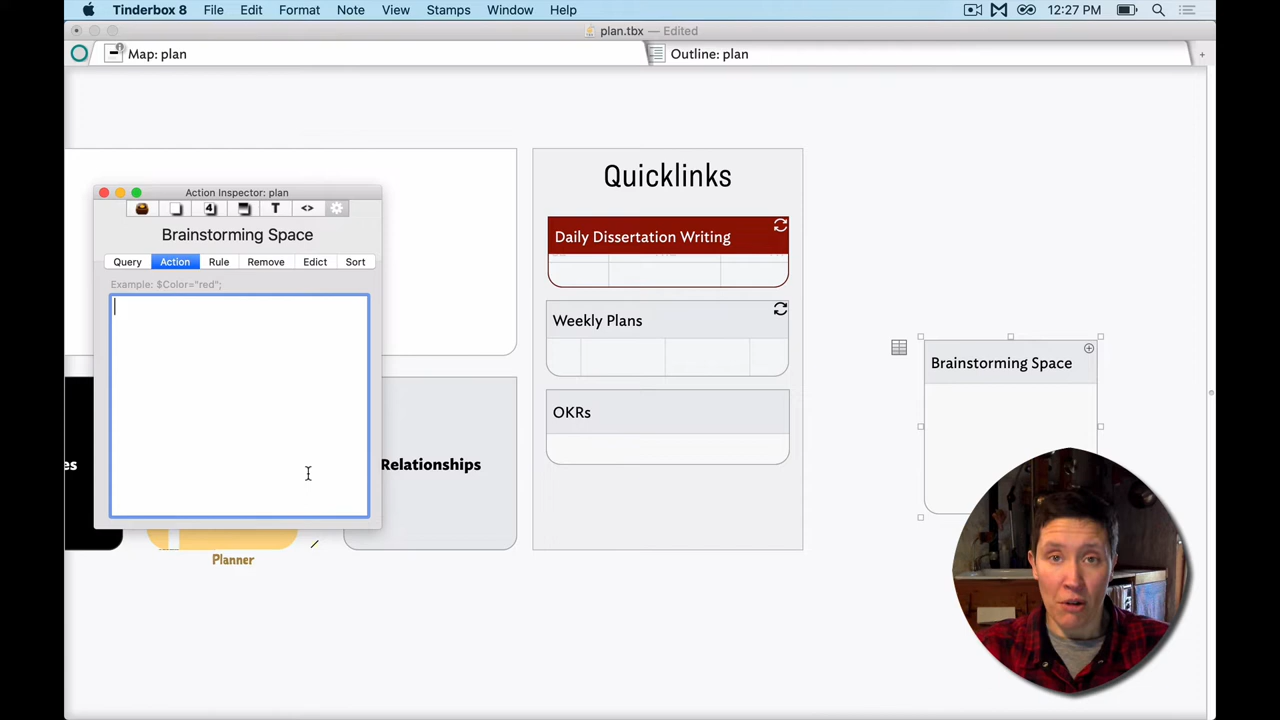 Tinderbox 8 File Edit Format Note View Stamps Window Help 12:27 PM
plan.tbx — Edited
Map: plan
Outline: plan
Action Inspector: plan
4 T <>
Brainstorming Space
Query Action Rule Remove Edict Sort
Example: $Color="red";
Quicklinks
Daily Dissertation Writing
Weekly Plans
OKRs
Brainstorming Space
es
Relationships
Planner